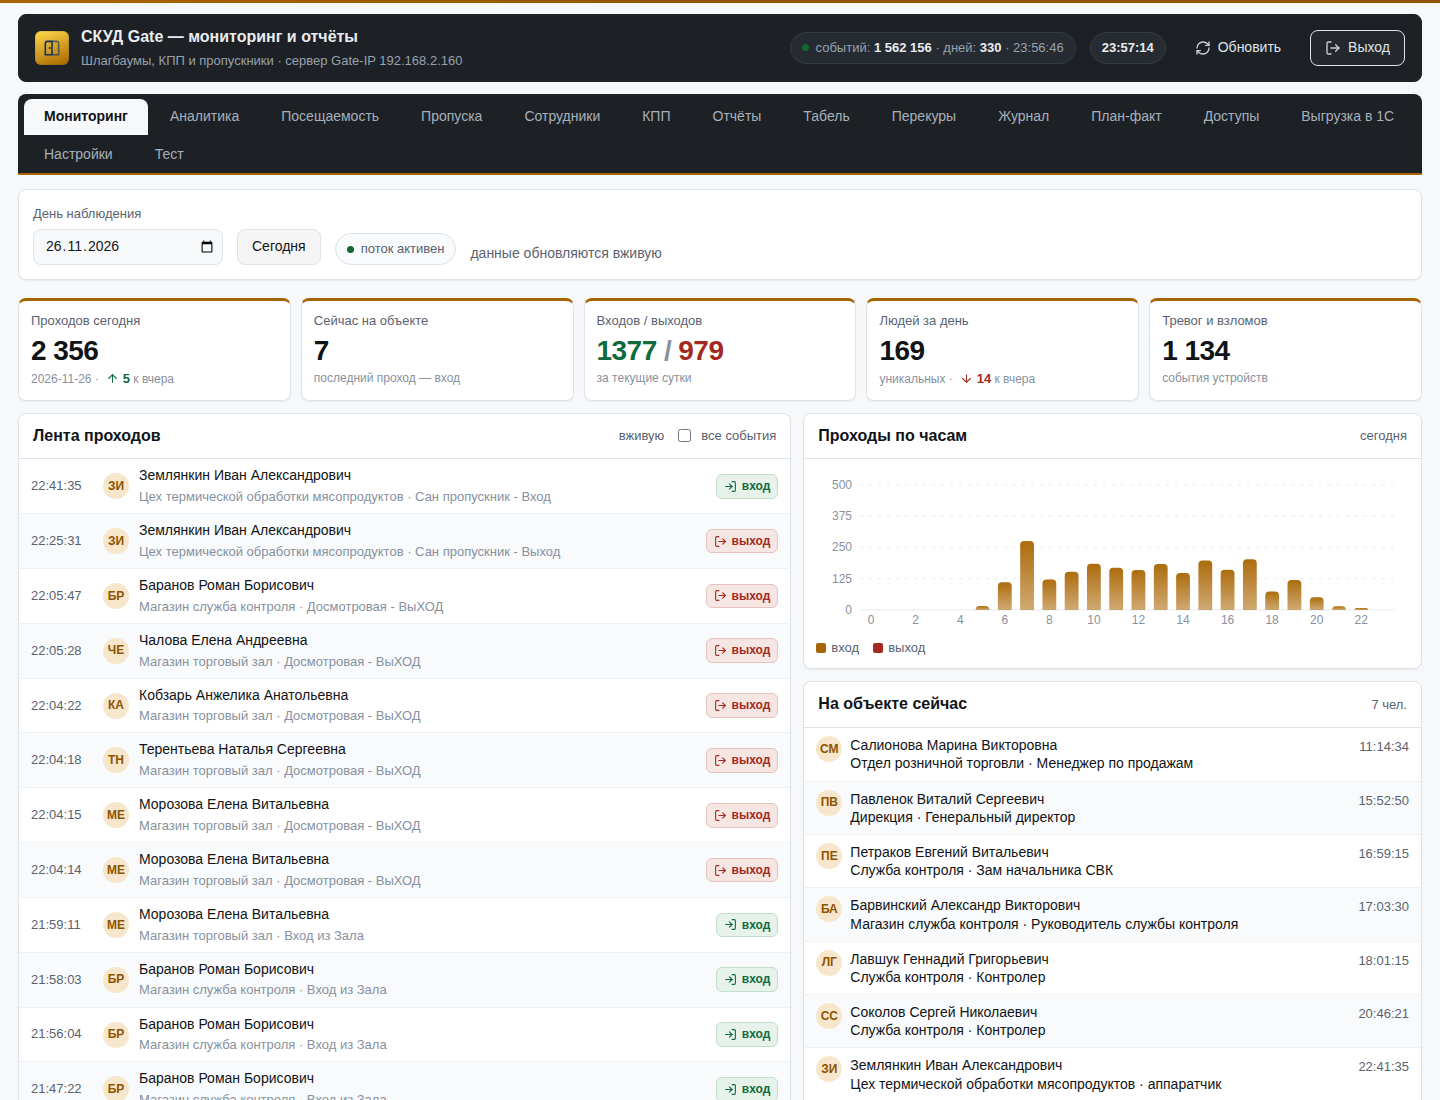 СКУД Gate — мониторинг и отчёты
Шлагбаумы, КПП и пропускники · сервер Gate-IP 192.168.2.160
событий: 1 562 156 · дней: 330 · 23:56:46
23:57:14
Обновить
Выход
Мониторинг
Аналитика
Посещаемость
Пропуска
Сотрудники
КПП
Отчёты
Табель
Перекуры
Журнал
План-факт
Доступы
Выгрузка в 1С
Настройки
Тест
День наблюдения
26.11.2026
Сегодня
поток активен
данные обновляются вживую
Проходов сегодня
2 356
2026-11-26 · ↑ 5 к вчера
Сейчас на объекте
7
последний проход — вход
Входов / выходов
1377 / 979
за текущие сутки
Людей за день
169
уникальных · ↓ 14 к вчера
Тревог и взломов
1 134
события устройств
Лента проходов
вживую
все события
22:41:35
ЗИ
Землянкин Иван Александрович
Цех термической обработки мясопродуктов · Сан пропускник - Вход
вход
22:25:31
ЗИ
Землянкин Иван Александрович
Цех термической обработки мясопродуктов · Сан пропускник - Выход
выход
22:05:47
БР
Баранов Роман Борисович
Магазин служба контроля · Досмотровая - ВыХОД
выход
22:05:28
ЧЕ
Чалова Елена Андреевна
Магазин торговый зал · Досмотровая - ВыХОД
выход
22:04:22
КА
Кобзарь Анжелика Анатольевна
Магазин торговый зал · Досмотровая - ВыХОД
выход
22:04:18
ТН
Терентьева Наталья Сергеевна
Магазин торговый зал · Досмотровая - ВыХОД
выход
22:04:15
МЕ
Морозова Елена Витальевна
Магазин торговый зал · Досмотровая - ВыХОД
выход
22:04:14
МЕ
Морозова Елена Витальевна
Магазин торговый зал · Досмотровая - ВыХОД
выход
21:59:11
МЕ
Морозова Елена Витальевна
Магазин торговый зал · Вход из Зала
вход
21:58:03
БР
Баранов Роман Борисович
Магазин служба контроля · Вход из Зала
вход
21:56:04
БР
Баранов Роман Борисович
Магазин служба контроля · Вход из Зала
вход
21:47:22
БР
Баранов Роман Борисович
Магазин служба контроля · Вход из Зала
вход
Проходы по часам
сегодня
500
375
250
125
0
0 2 4 6 8 10 12 14 16 18 20 22
вход
выход
На объекте сейчас
7 чел.
СМ
Салионова Марина Викторовна
Отдел розничной торговли · Менеджер по продажам
11:14:34
ПВ
Павленок Виталий Сергеевич
Дирекция · Генеральный директор
15:52:50
ПЕ
Петраков Евгений Витальевич
Служба контроля · Зам начальника СВК
16:59:15
БА
Барвинский Александр Викторович
Магазин служба контроля · Руководитель службы контроля
17:03:30
ЛГ
Лавшук Геннадий Григорьевич
Служба контроля · Контролер
18:01:15
СС
Соколов Сергей Николаевич
Служба контроля · Контролер
20:46:21
ЗИ
Землянкин Иван Александрович
Цех термической обработки мясопродуктов · аппаратчик
22:41:35